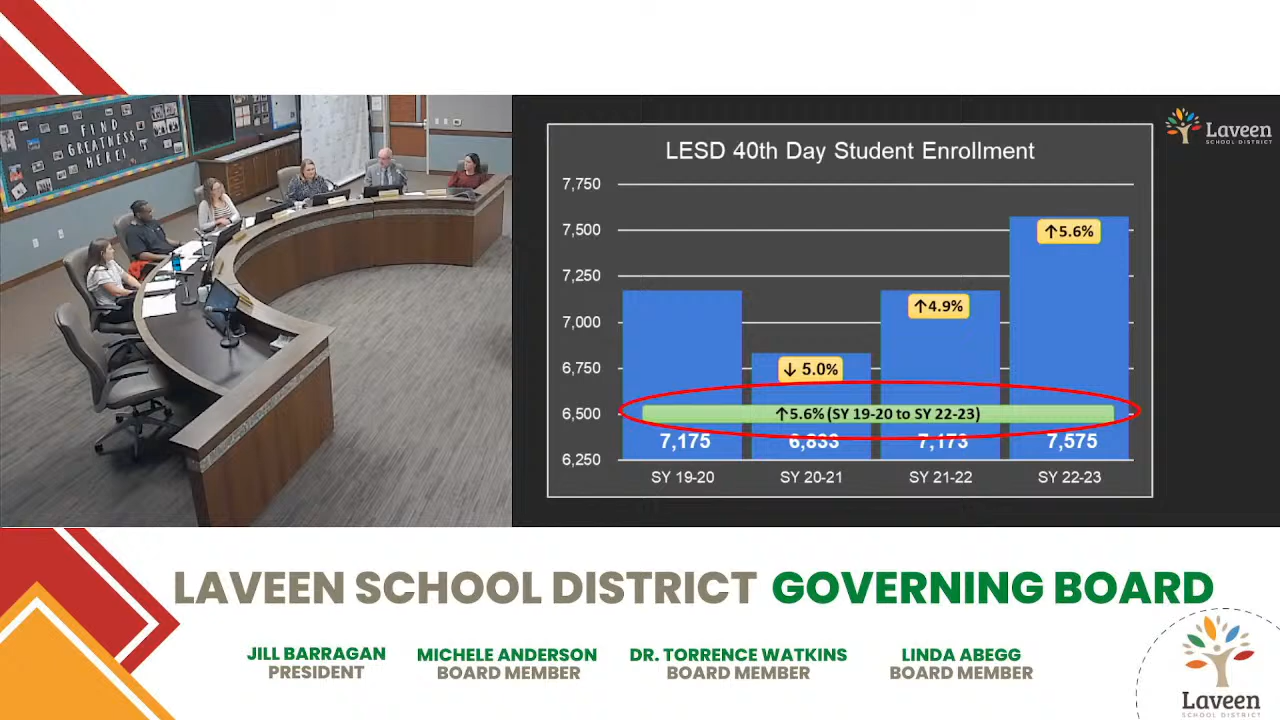 FIND
GREATNESS
HERE!
Laveen
SCHOOL DISTRICT
LESD 40th Day Student Enrollment
7,750
7,500
7,250
7,000
6,750
6,500
6,250
↑5.6%
↑4.9%
↓ 5.0%
↑5.6% (SY 19-20 to SY 22-23)
7,175 6,833 7,173 7,575
SY 19-20 SY 20-21 SY 21-22 SY 22-23
LAVEEN SCHOOL DISTRICT GOVERNING BOARD
JILL BARRAGAN
PRESIDENT
MICHELE ANDERSON
BOARD MEMBER
DR. TORRENCE WATKINS
BOARD MEMBER
LINDA ABEGG
BOARD MEMBER
Laveen
SCHOOL DISTRICT